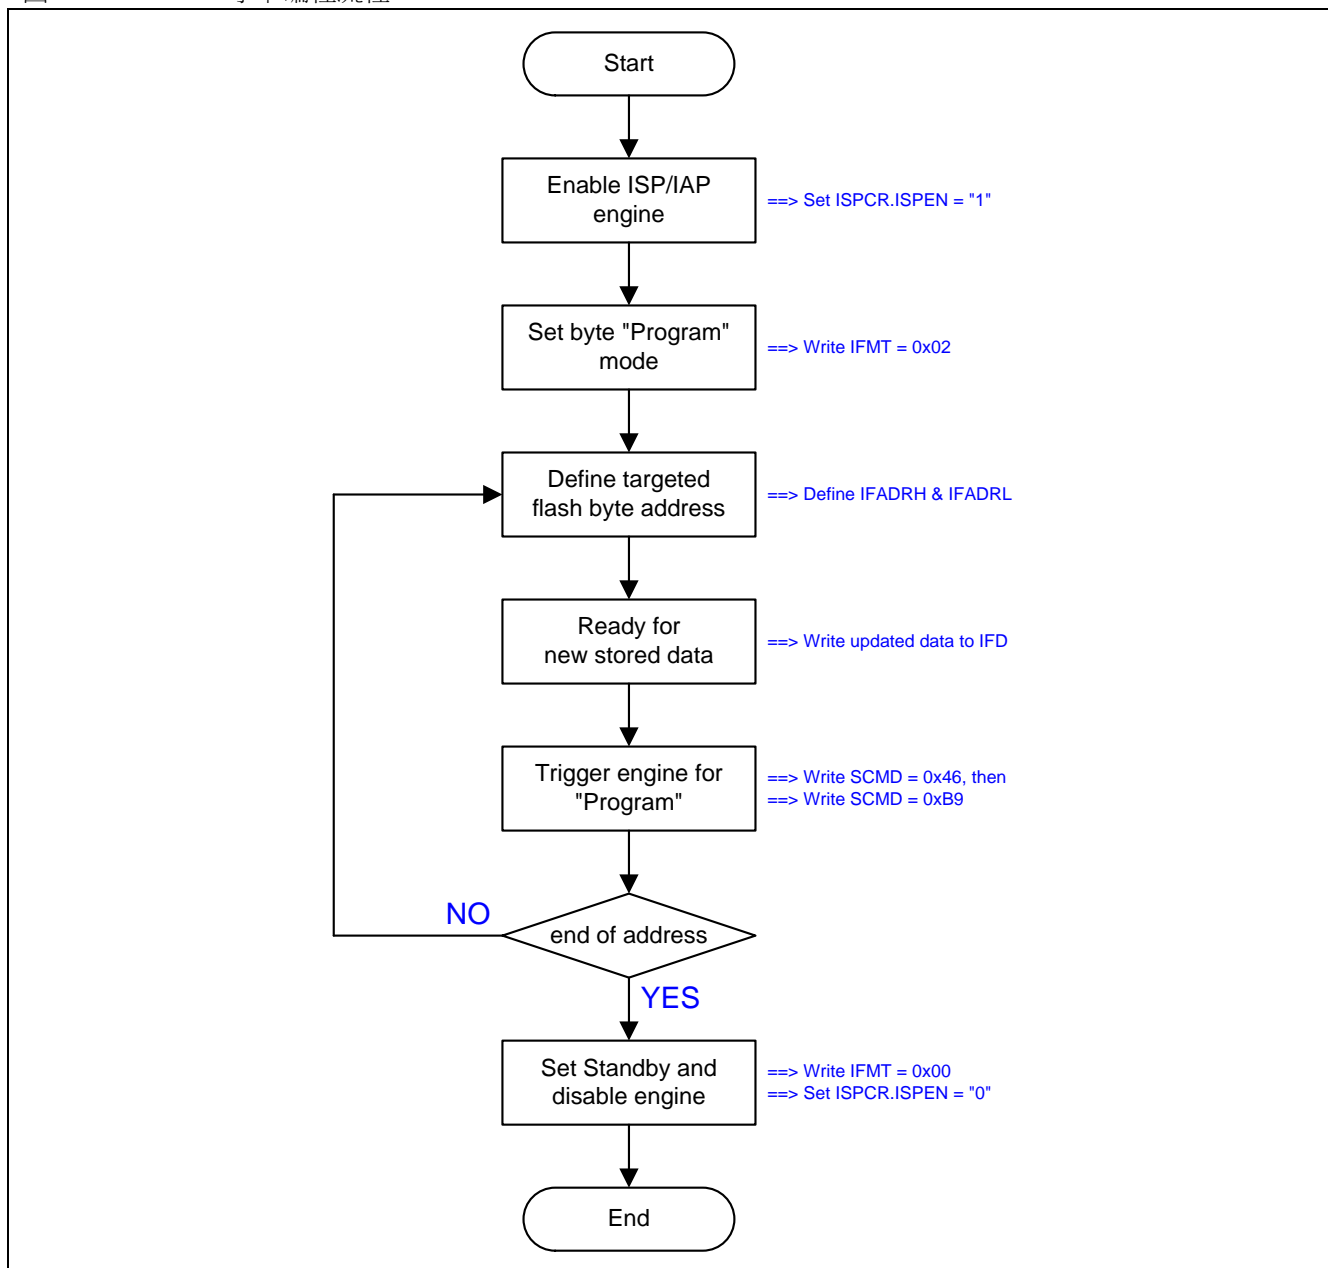 Start
Enable ISP/IAP
engine
==> Set ISPCR.ISPEN = "1"
Set byte "Program"
mode
==> Write IFMT = 0x02
Define targeted
flash byte address
==> Define IFADRH & IFADRL
Ready for
new stored data
==> Write updated data to IFD
Trigger engine for
"Program"
==> Write SCMD = 0x46, then
==> Write SCMD = 0xB9
NO
end of address
YES
Set Standby and
disable engine
==> Write IFMT = 0x00
==> Set ISPCR.ISPEN = "0"
End